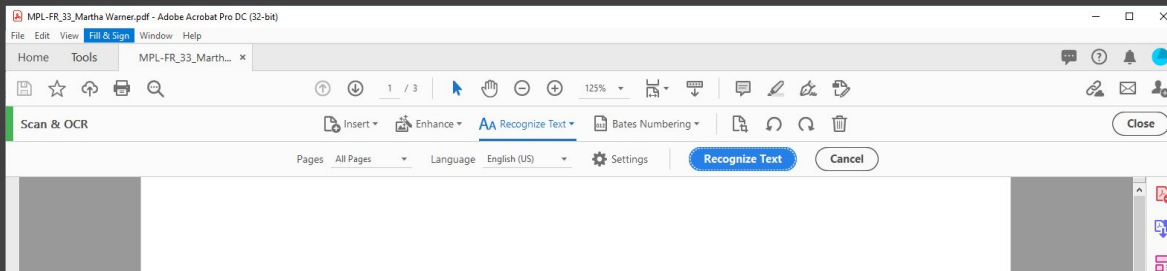 MPL-FR_33_Martha Warner.pdf - Adobe Acrobat Pro DC (32-bit)
File Edit View Fill & Sign Window Help
Home Tools MPL-FR_33_Marth... ×
1 / 3 125%
Scan & OCR Insert Enhance Recognize Text Bates Numbering Close
Pages All Pages Language English (US) Settings Recognize Text Cancel